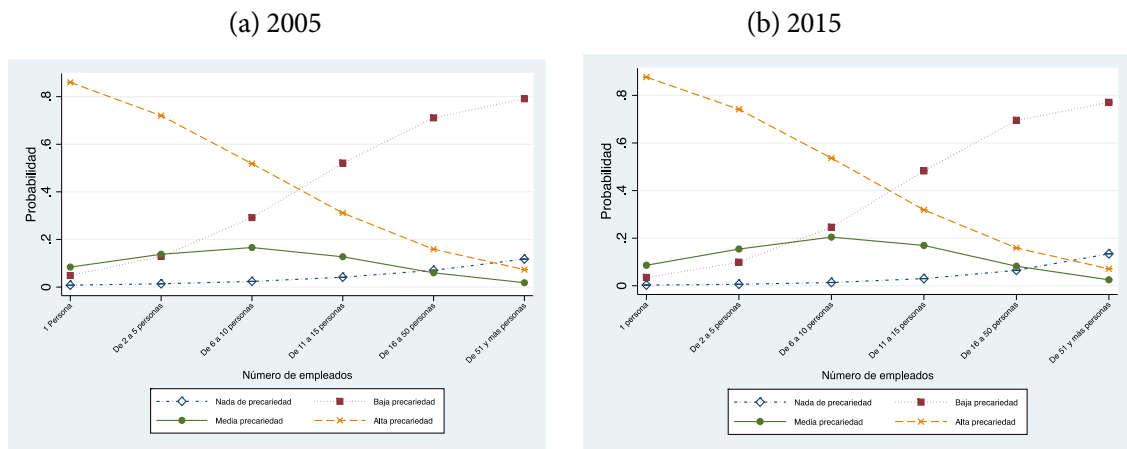 (a) 2005
Probabilidad
0 .2 .4 .6 .8
1 Persona
De 2 a 5 personas
De 6 a 10 personas
De 11 a 15 personas
De 16 a 50 personas
De 51 y más personas
Número de empleados
Nada de precariedad Baja precariedad
Media precariedad Alta precariedad
(b) 2015
Probabilidad
0 .2 .4 .6 .8
1 persona
De 2 a 5 personas
De 6 a 10 personas
De 11 a 15 personas
De 16 a 50 personas
De 51 y más personas
Número de empleados
Nada de precariedad Baja precariedad
Media precariedad Alta precariedad